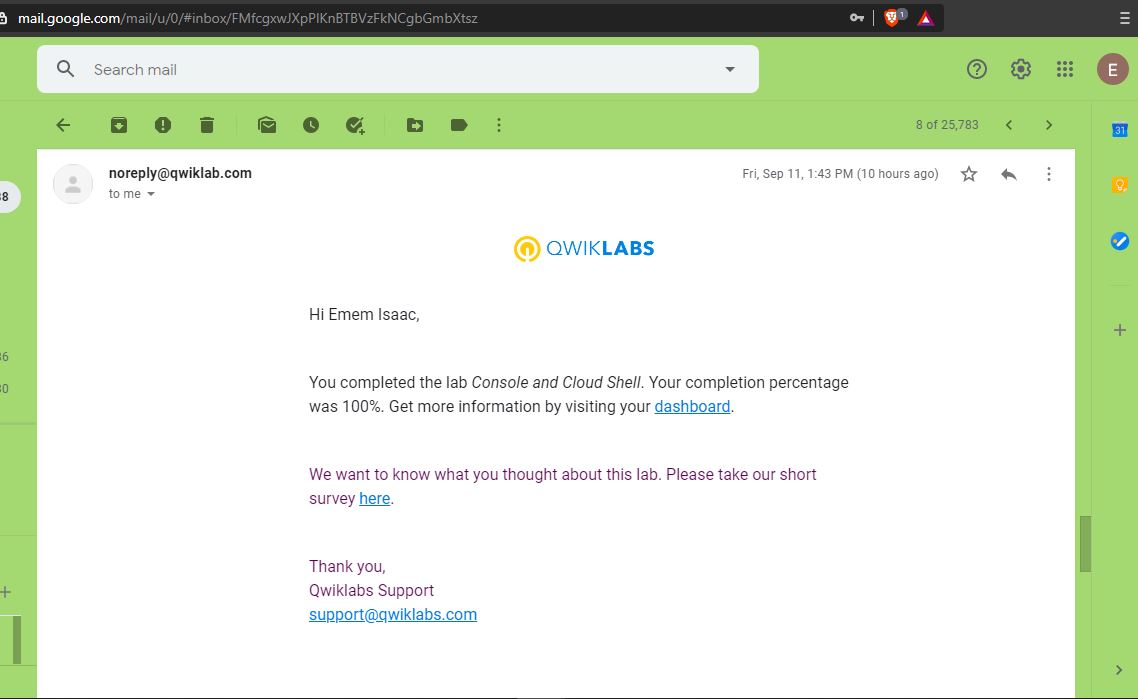 mail.google.com/mail/u/0/#inbox/FMfcgxwJXpPlKnBTBVzFkNCgbGmbXtsz
1
Search mail
E
8 of 25,783
31
noreply@qwiklab.com
Fri, Sep 11, 1:43 PM (10 hours ago)
to me
38
QWIKLABS
Hi Emem Isaac,
You completed the lab Console and Cloud Shell. Your completion percentage
was 100%. Get more information by visiting your dashboard.
We want to know what you thought about this lab. Please take our short
survey here.
Thank you,
Qwiklabs Support
support@qwiklabs.com